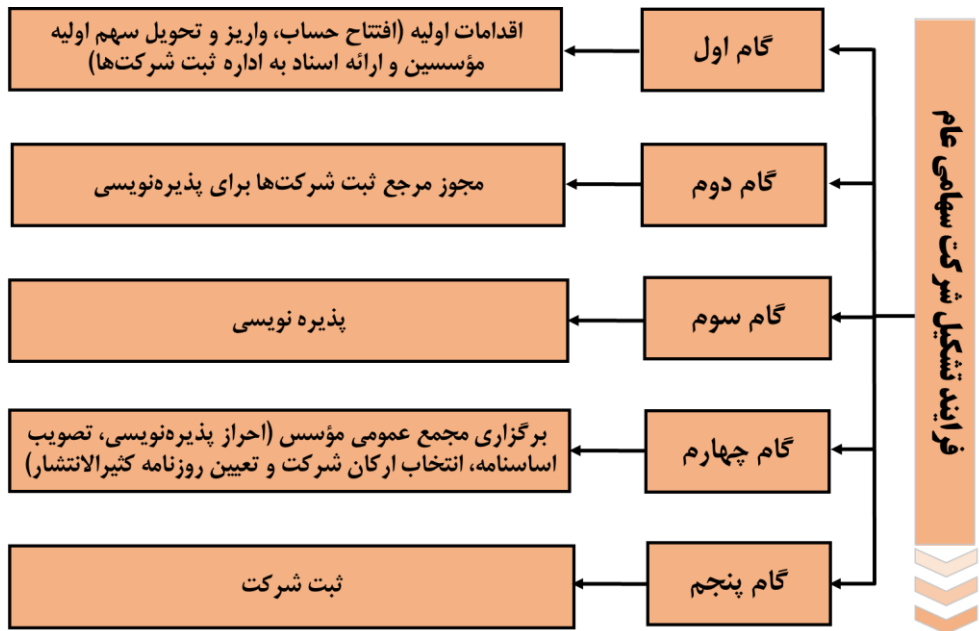 فرایند تشکیل شرکت سهامی عام
گام اول
اقدامات اولیه (افتتاح حساب، واریز و تحویل سهم اولیه
مؤسسین و ارائه اسناد به اداره ثبت شرکت‌ها)
گام دوم
مجوز مرجع ثبت شرکت‌ها برای پذیره‌نویسی
گام سوم
پذیره نویسی
گام چهارم
برگزاری مجمع عمومی مؤسس (احراز پذیره‌نویسی، تصویب
اساسنامه، انتخاب ارکان شرکت و تعیین روزنامه کثیرالانتشار)
گام پنجم
ثبت شرکت